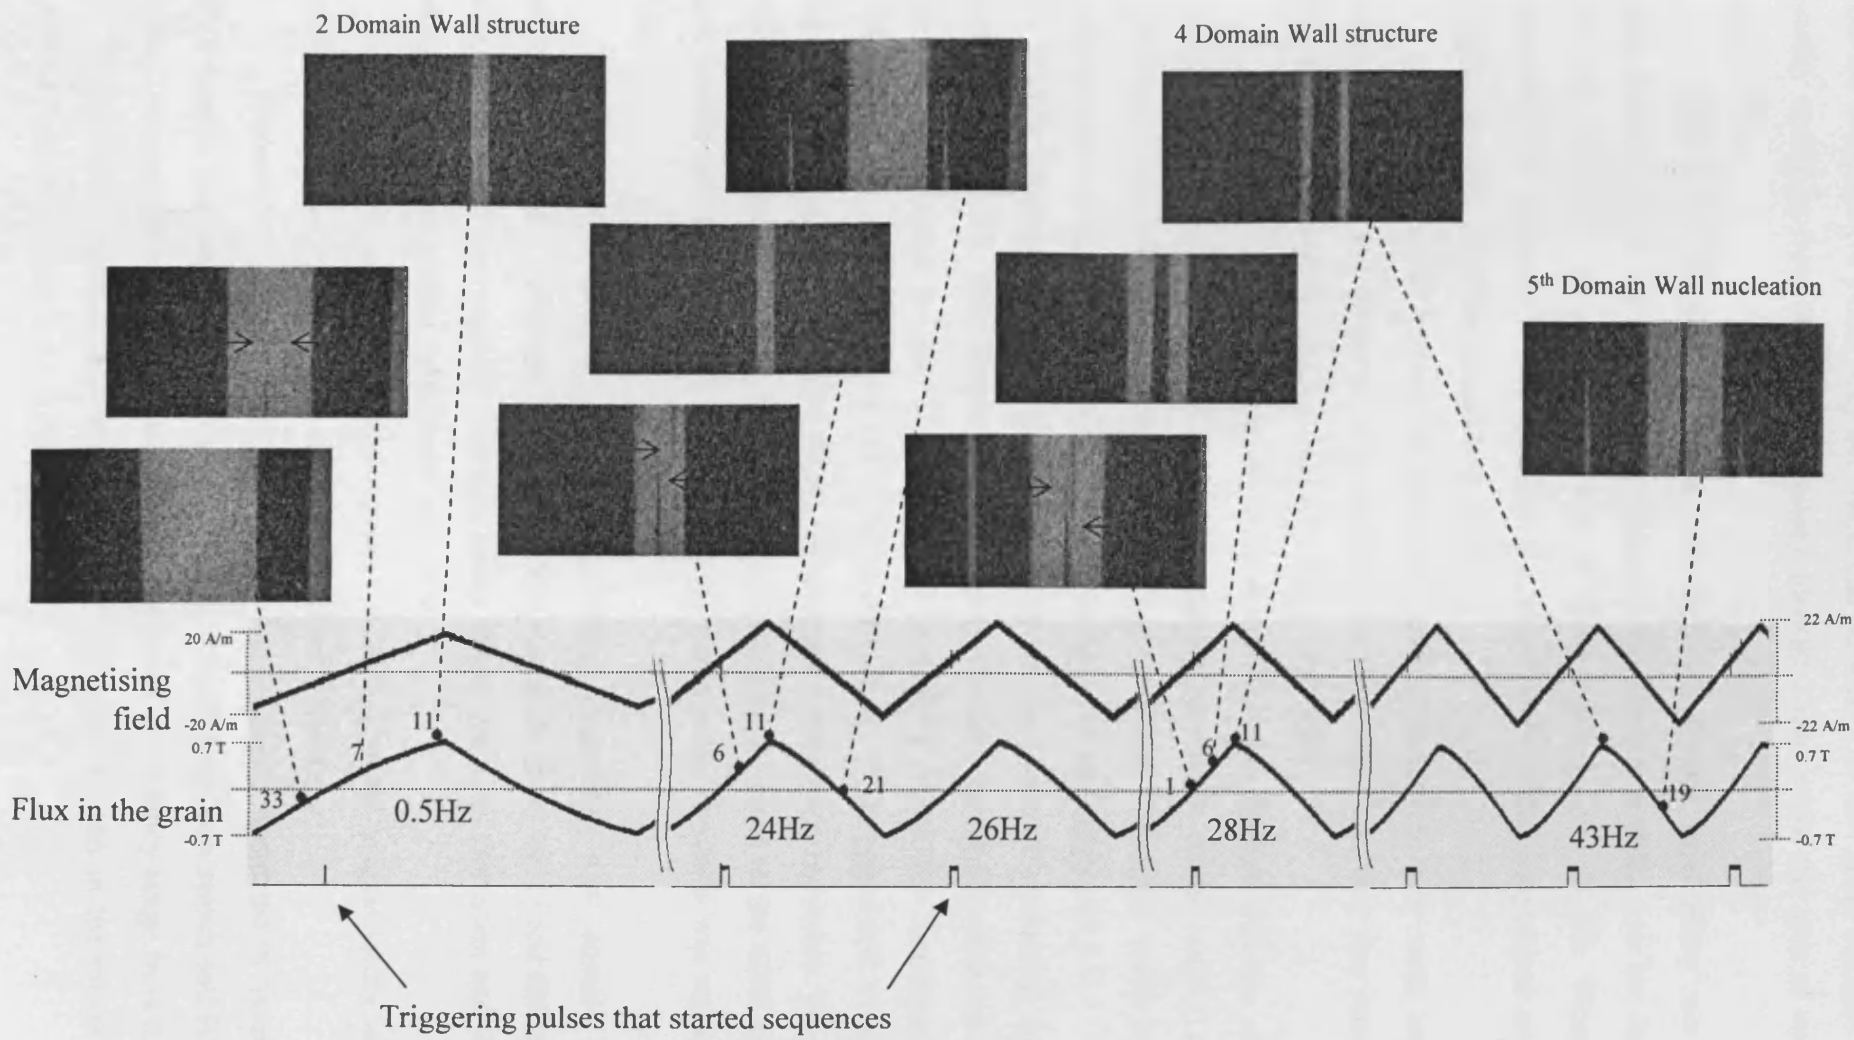 2 Domain Wall structure
4 Domain Wall structure
5th Domain Wall nucleation
20 A/m
22 A/m
Magnetising
field
-20 A/m
-22 A/m
11
11
11
0.7 T
7
6
6
0.7 T
33
21
1
19
Flux in the grain
0.5Hz
24Hz
26Hz
28Hz
43Hz
-0.7 T
-0.7 T
Triggering pulses that started sequences